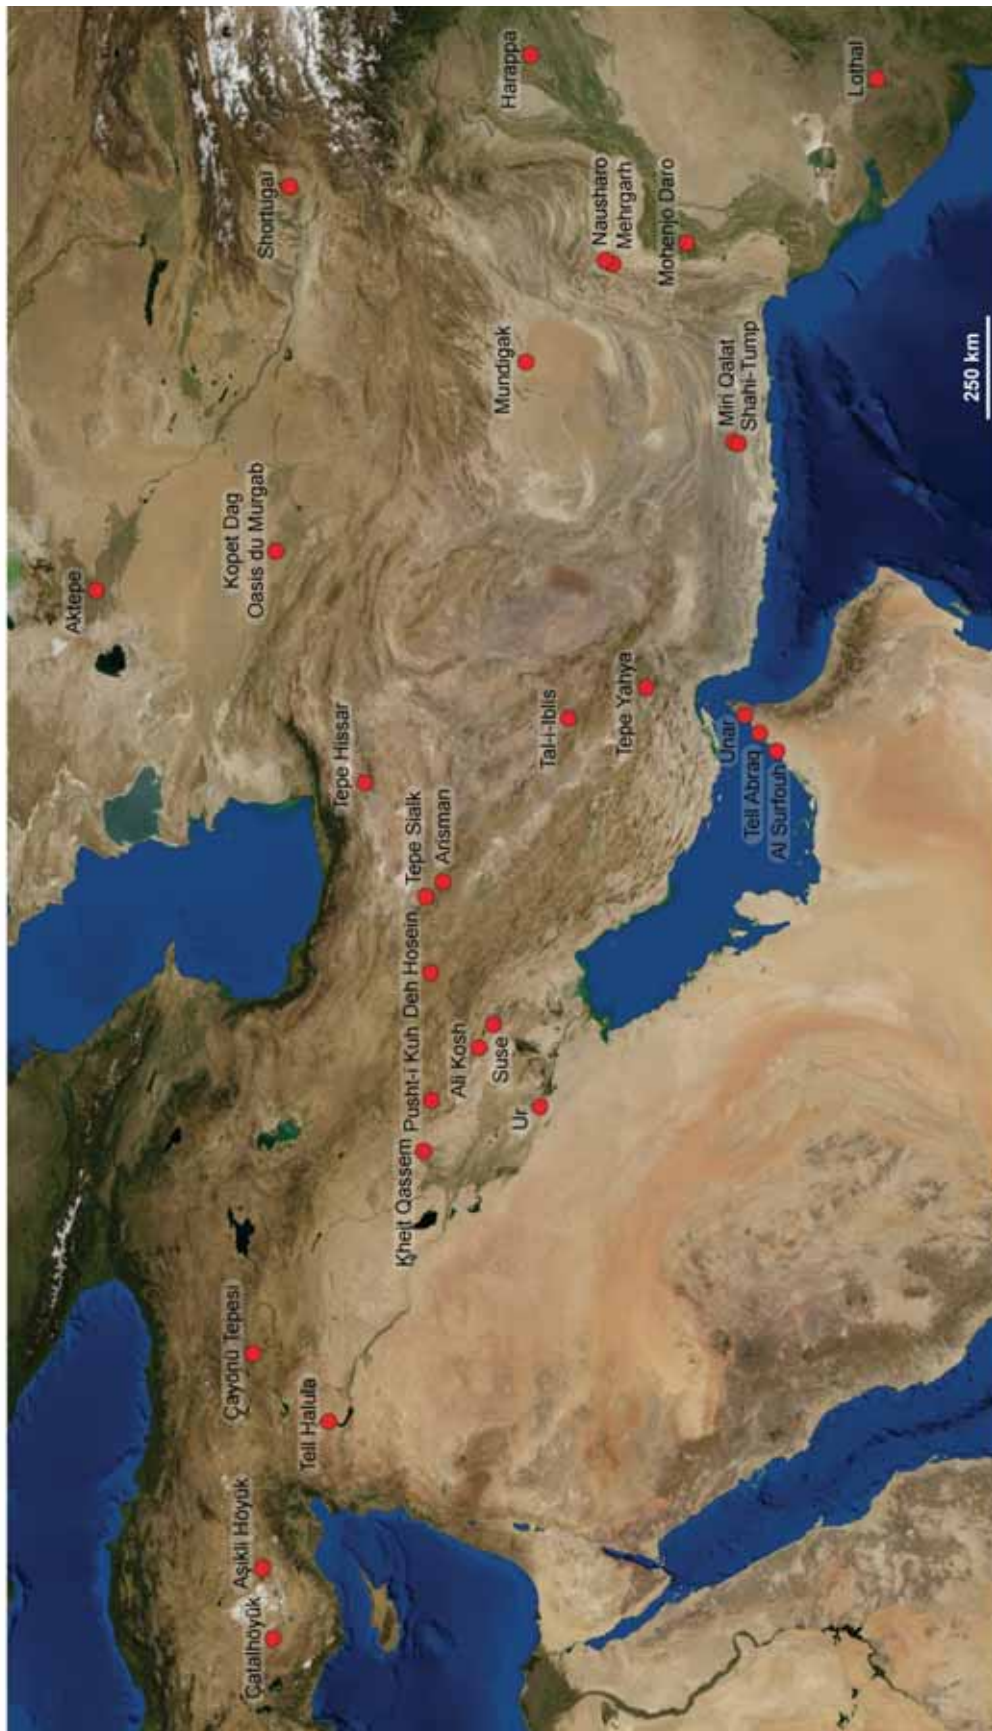 Aktepe
Çayönü Tepesi
Kopet Dag
Oasis du Murgab
Aşikli Höyük
Çatalhöyük
Shortugai
Tell Halula
Tepe Hissar
Kheit Qassem
Pusht-i Kuh
Deh Hosein
Tepe Sialk
Arisman
Ali Kosh
Suse
Mundigak
Harappa
Ur
Tal-i-Iblis
Nausharo
Mehrgarh
Tepe Yahya
Mohenjo Daro
Miri Qalat
Shahi-Tump
Unar
Tell Abraq
Al Surfouh
Lothal
250 km